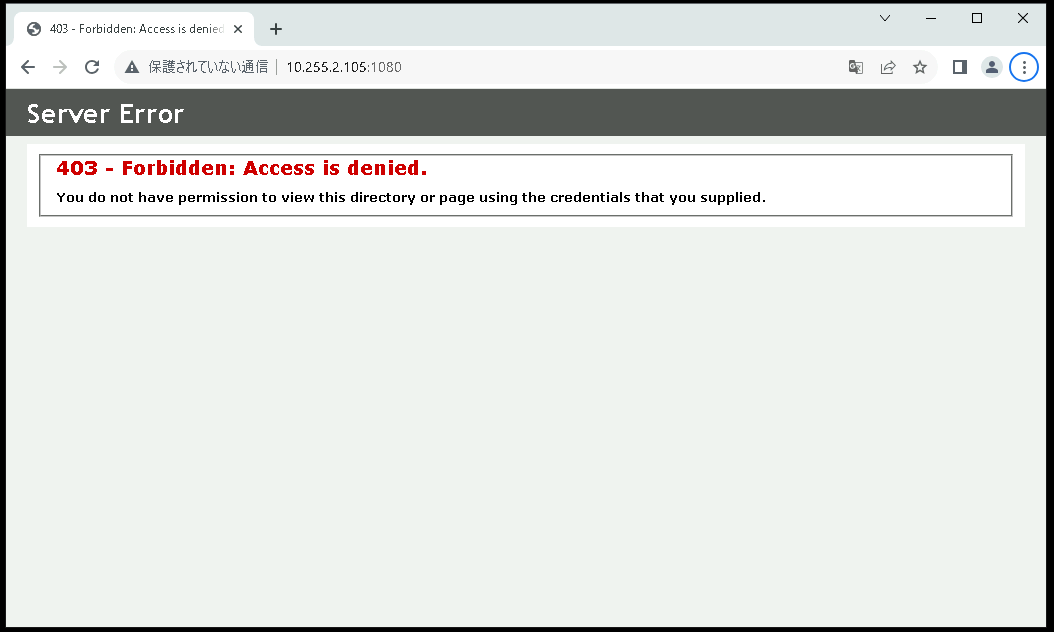 403 - Forbidden: Access is denied
保護されていない通信 10.255.2.105:1080
Server Error
403 - Forbidden: Access is denied.
You do not have permission to view this directory or page using the credentials that you supplied.